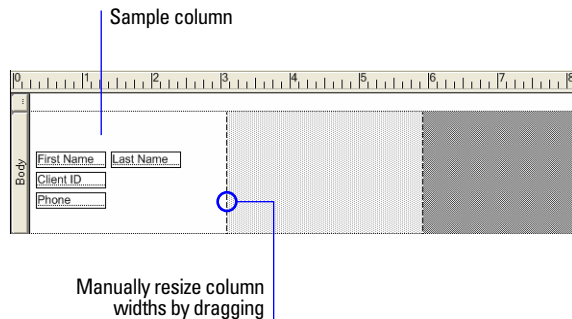 Sample column
0 1 2 3 4 5 6 7 8
Body
First Name Last Name
Client ID
Phone
Manually resize column
widths by dragging